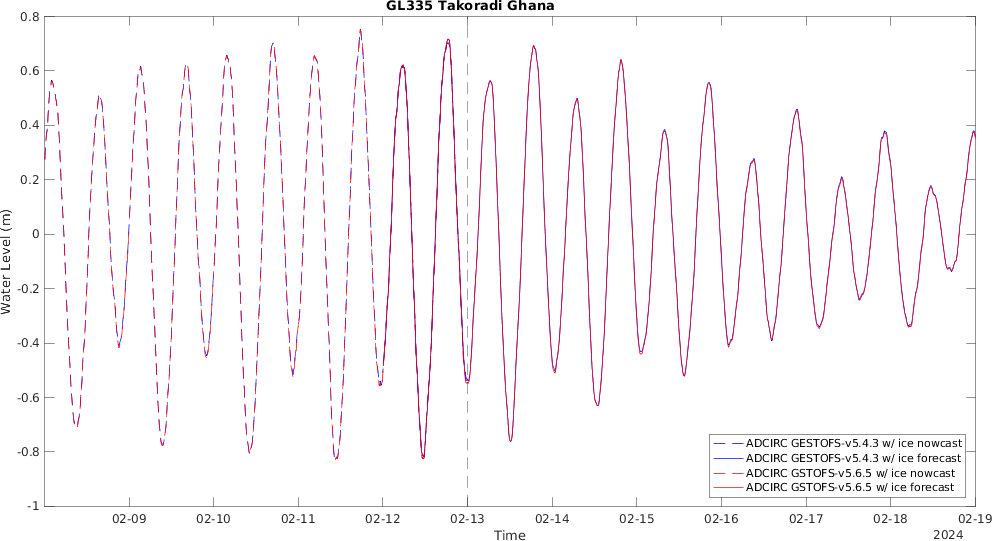 GL335 Takoradi Ghana
0.8
0.6
0.4
0.2
0
-0.2
-0.4
-0.6
-0.8
-1
Water Level (m)
ADCIRC GESTOFS-v5.4.3 w/ ice nowcast
ADCIRC GESTOFS-v5.4.3 w/ ice forecast
ADCIRC GSTOFS-v5.6.5 w/ ice nowcast
ADCIRC GSTOFS-v5.6.5 w/ ice forecast
02-09 02-10 02-11 02-12 02-13 02-14 02-15 02-16 02-17 02-18 02-19
Time
2024